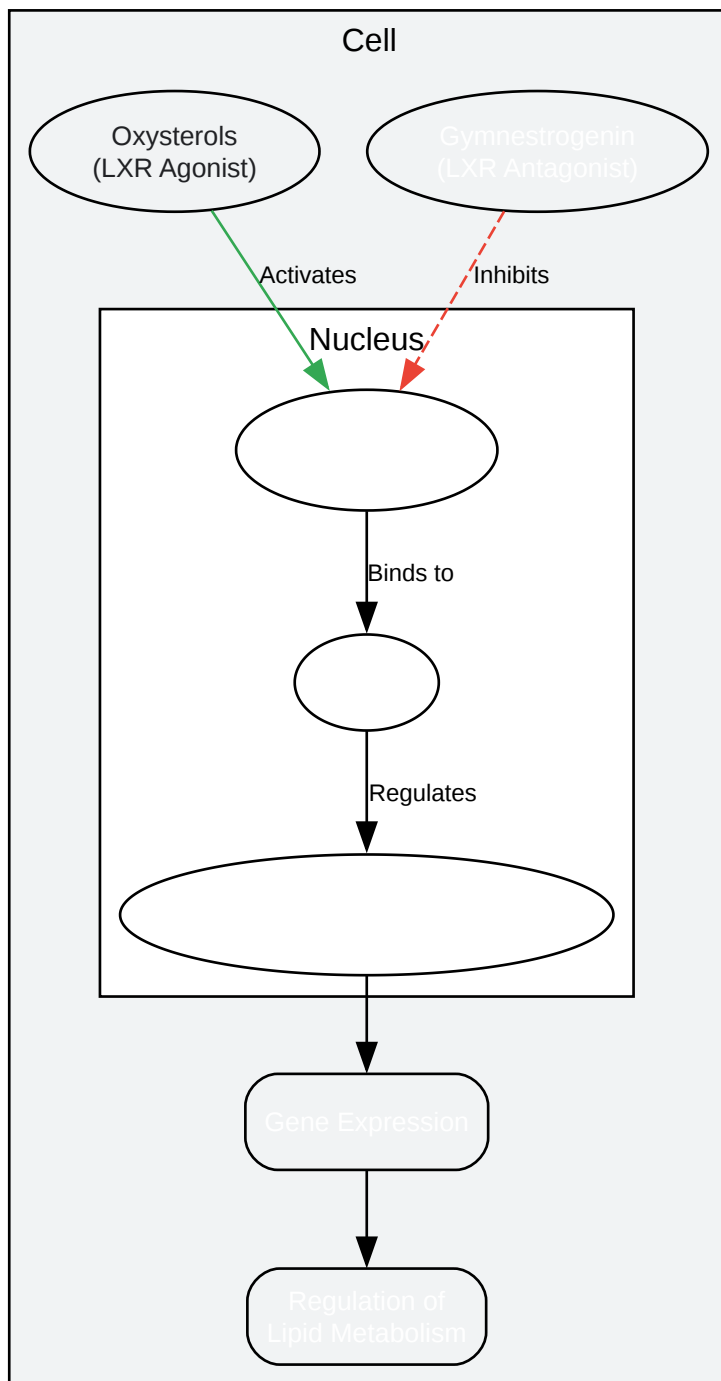 Cell
Oxysterols
(LXR Agonist)
Gymnestrogenin
(LXR Antagonist)
Activates
Inhibits
Nucleus
Binds to
Regulates
Gene Expression
Regulation of
Lipid Metabolism